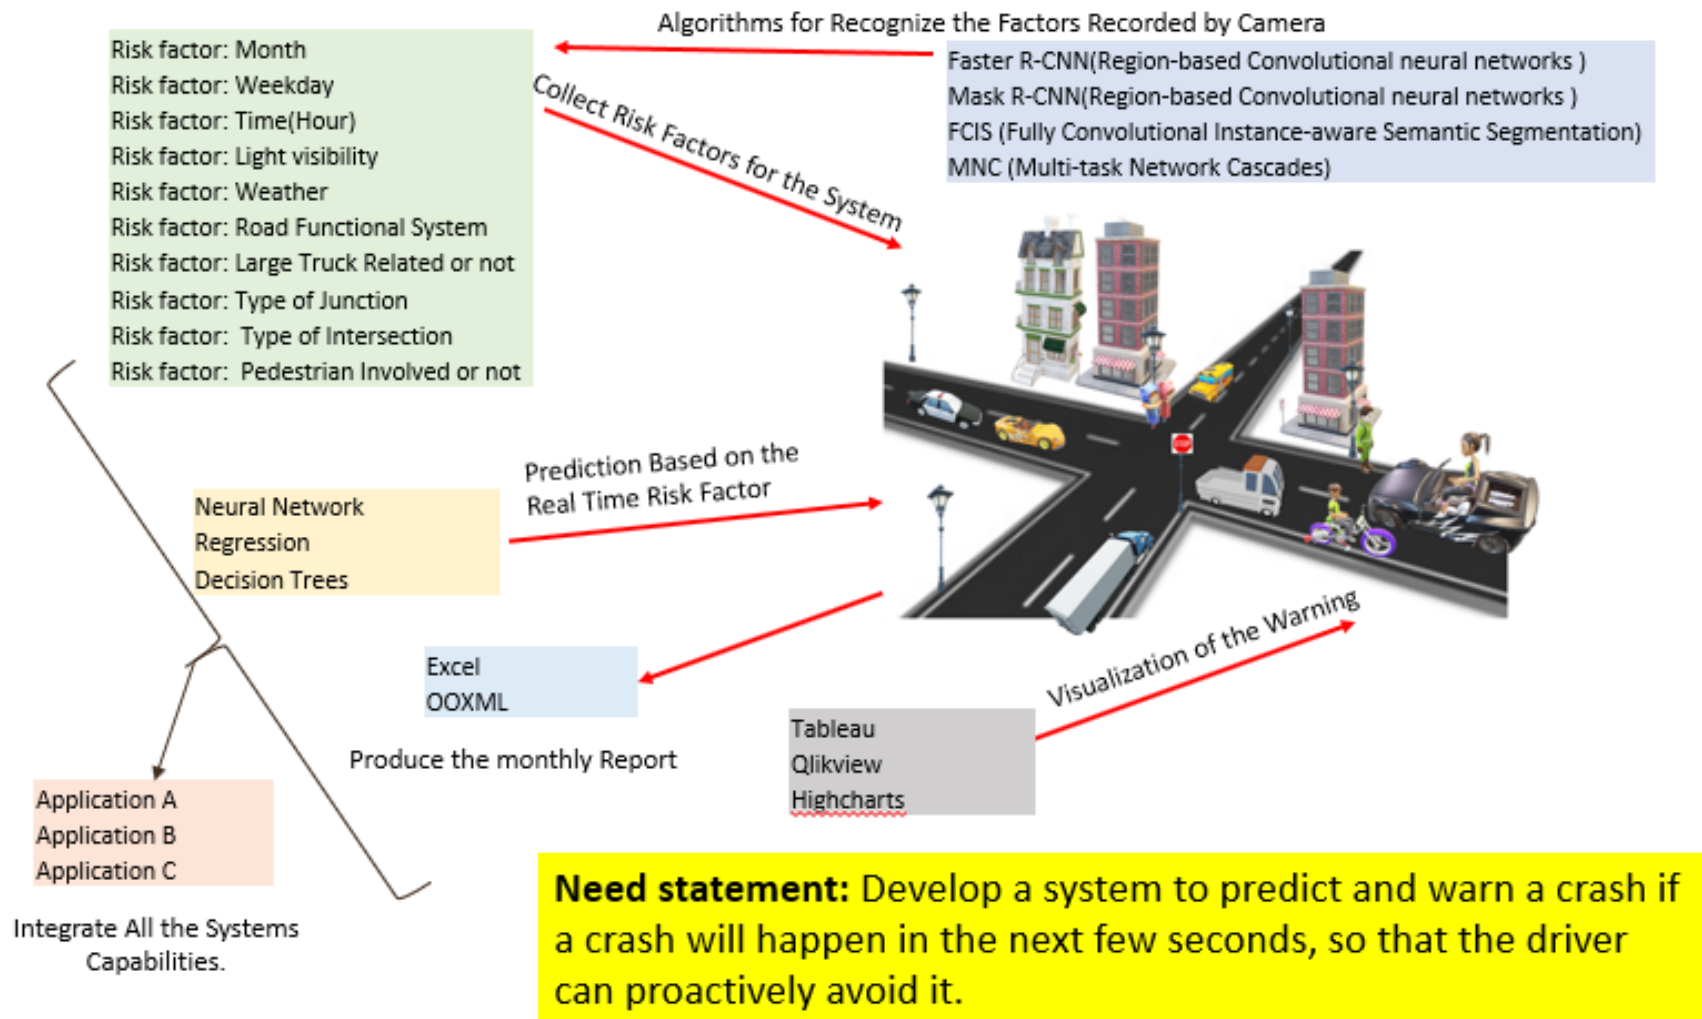 Algorithms for Recognize the Factors Recorded by Camera
Risk factor: Month
Risk factor: Weekday
Risk factor: Time(Hour)
Risk factor: Light visibility
Risk factor: Weather
Risk factor: Road Functional System
Risk factor: Large Truck Related or not
Risk factor: Type of Junction
Risk factor:  Type of Intersection
Risk factor:  Pedestrian Involved or not
Faster R-CNN(Region-based Convolutional neural networks )
Mask R-CNN(Region-based Convolutional neural networks )
FCIS (Fully Convolutional Instance-aware Semantic Segmentation)
MNC (Multi-task Network Cascades)
Collect Risk Factors for the System
STOP
Prediction Based on the
Real Time Risk Factor
Neural Network
Regression
Decision Trees
Excel
OOXML
Produce the monthly Report
Visualization of the Warning
Tableau
Qlikview
Highcharts
Application A
Application B
Application C
Integrate All the Systems
Capabilities.
Need statement: Develop a system to predict and warn a crash if
a crash will happen in the next few seconds, so that the driver
can proactively avoid it.